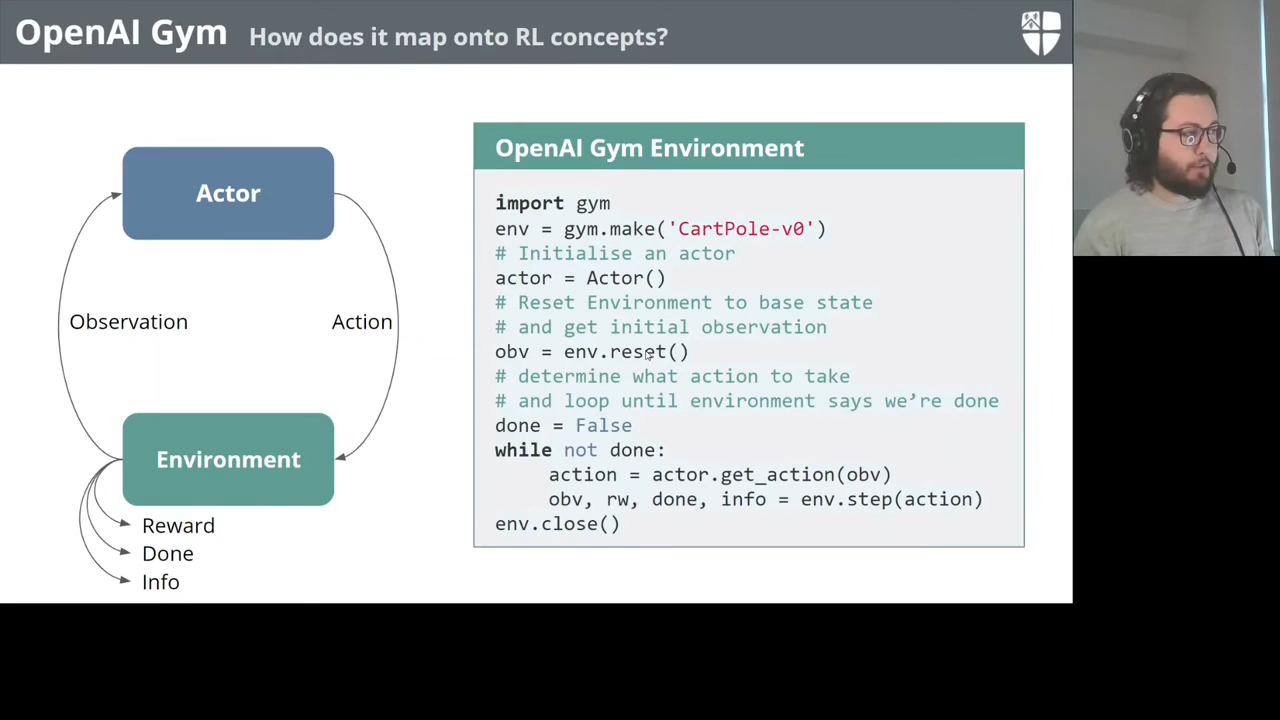 OpenAI Gym How does it map onto RL concepts?
Actor
Observation
Action
Environment
Reward
Done
Info
OpenAI Gym Environment
import gym
env = gym.make('CartPole-v0')
# Initialise an actor
actor = Actor()
# Reset Environment to base state
# and get initial observation
obv = env.reset()
# determine what action to take
# and loop until environment says we’re done
done = False
while not done:
action = actor.get_action(obv)
obv, rw, done, info = env.step(action)
env.close()